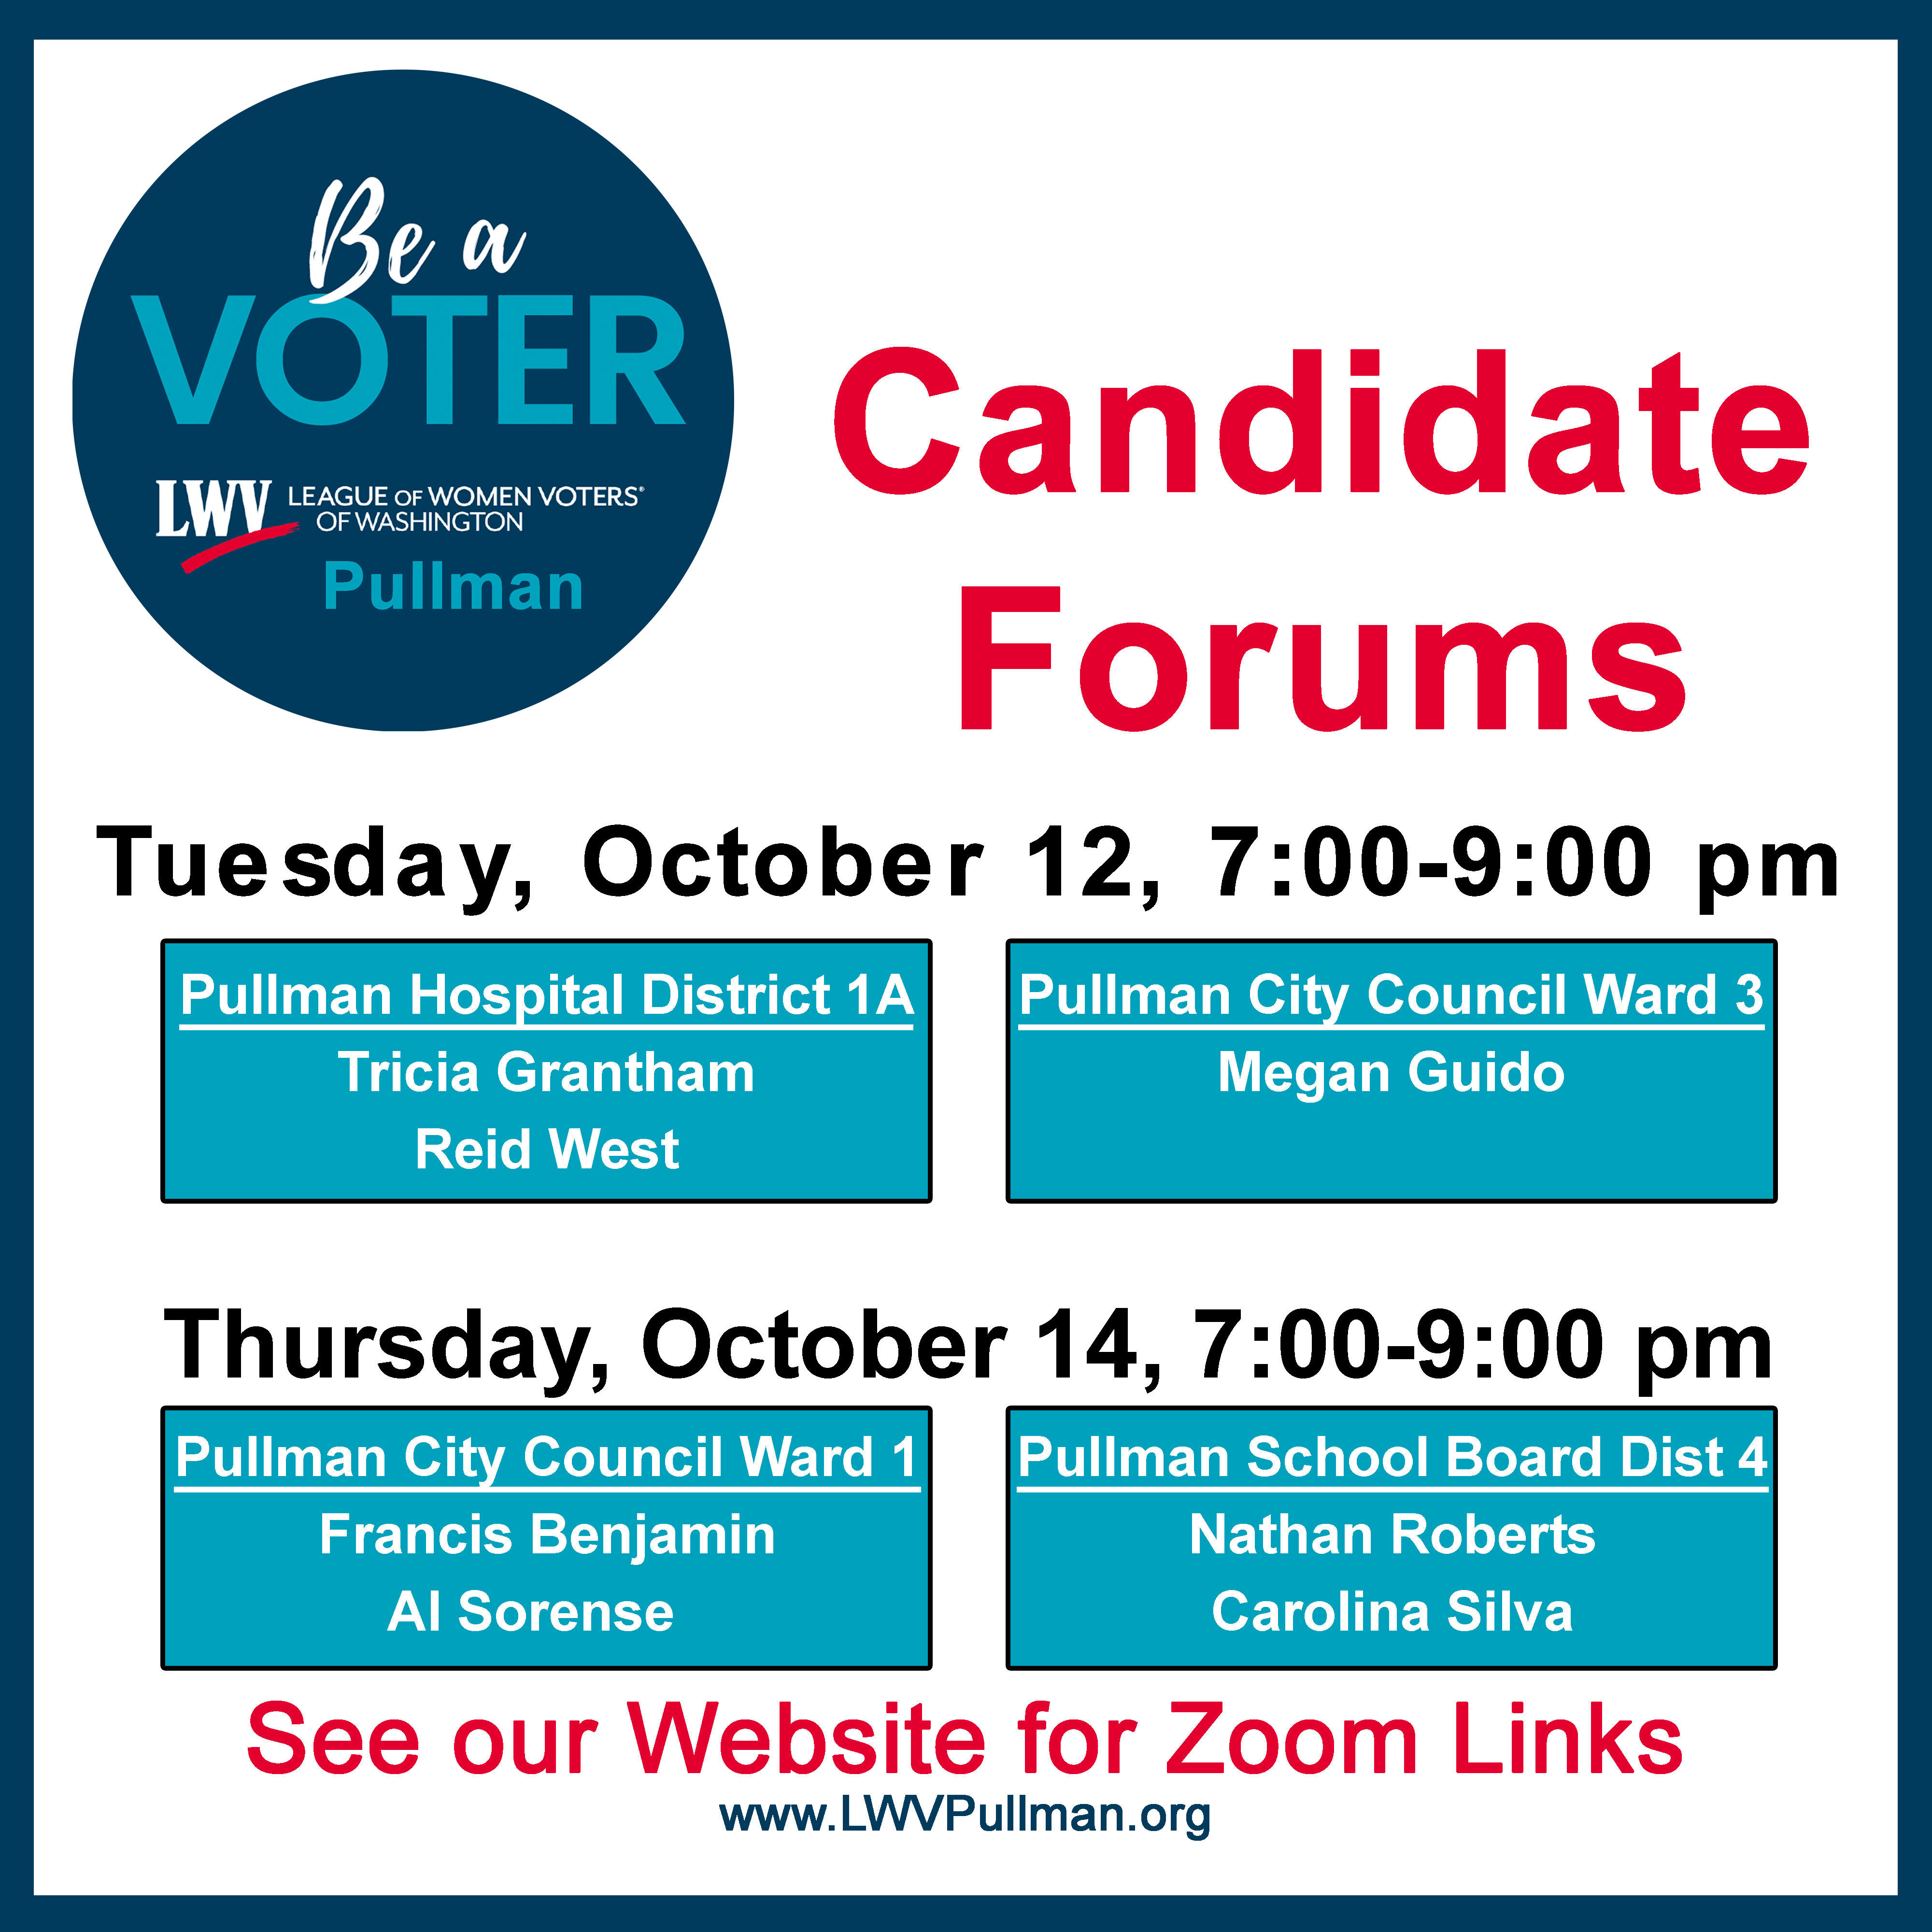 Be a
VOTER
LWV LEAGUE OF WOMEN VOTERS®
OF WASHINGTON
Pullman
Candidate
Forums
Tuesday, October 12, 7:00-9:00 pm
Pullman Hospital District 1A
Tricia Grantham
Reid West
Pullman City Council Ward 3
Megan Guido
Thursday, October 14, 7:00-9:00 pm
Pullman City Council Ward 1
Francis Benjamin
Al Sorense
Pullman School Board Dist 4
Nathan Roberts
Carolina Silva
See our Website for Zoom Links
www.LWVPullman.org